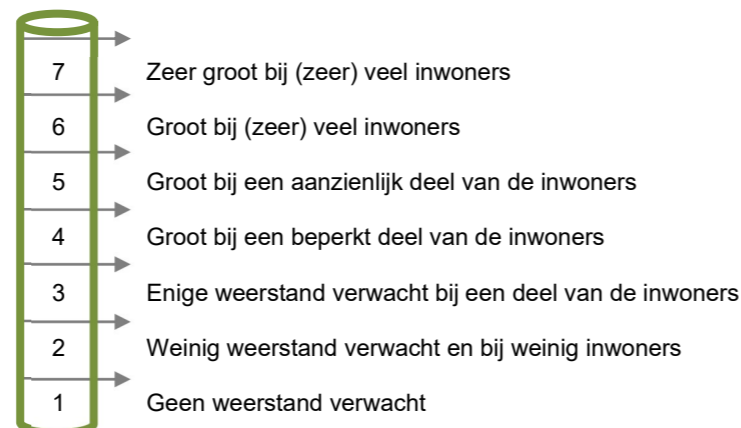 7 Zeer groot bij (zeer) veel inwoners
6 Groot bij (zeer) veel inwoners
5 Groot bij een aanzienlijk deel van de inwoners
4 Groot bij een beperkt deel van de inwoners
3 Enige weerstand verwacht bij een deel van de inwoners
2 Weinig weerstand verwacht en bij weinig inwoners
1 Geen weerstand verwacht